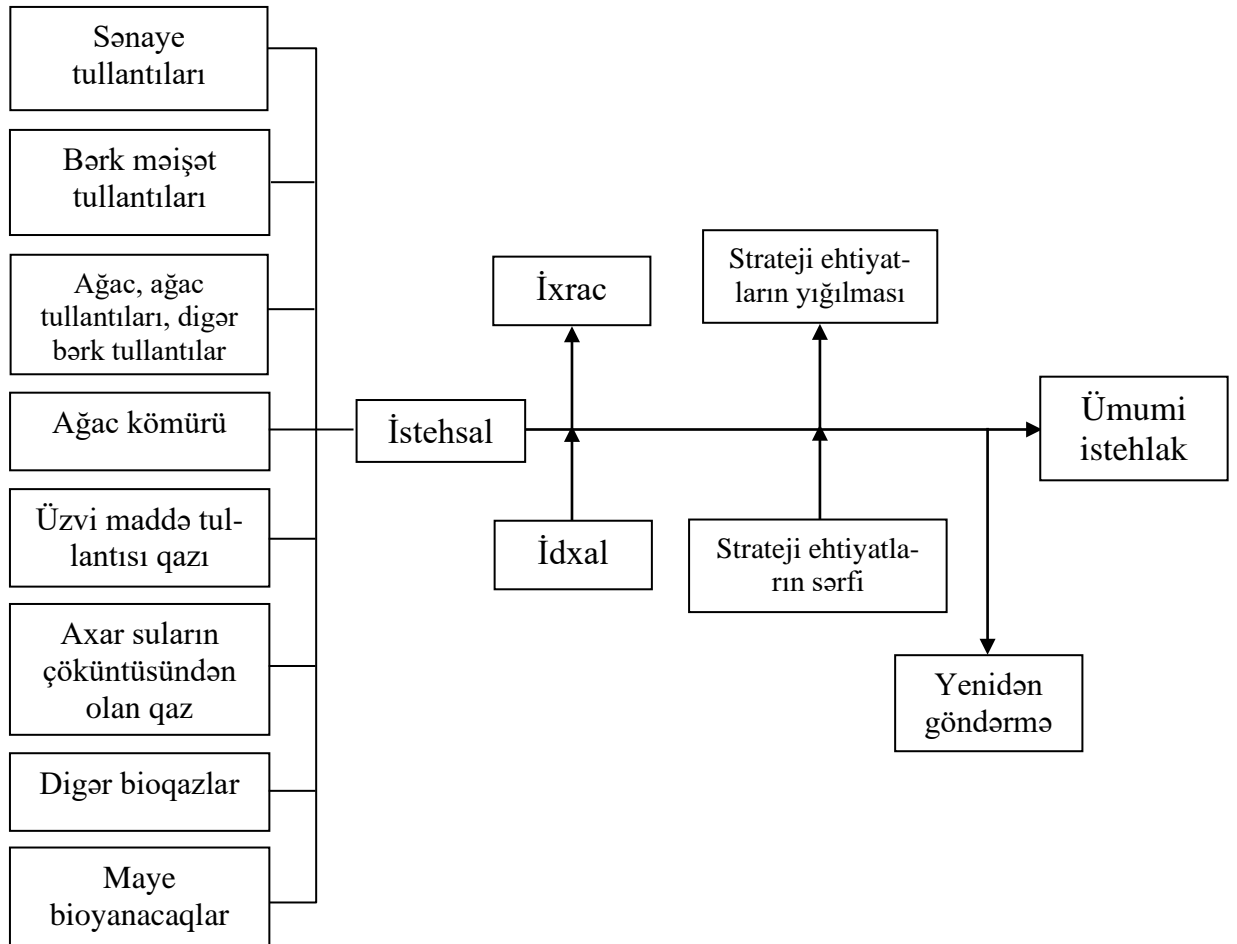 Sənaye
tullantıları
Bərk məişət
tullantıları
Ağac, ağac
tullantıları, digər
bərk tullantılar
Ağac kömürü
Üzvi maddə tul-
lantısı qazı
Axar suların
çöküntüsündən
olan qaz
Digər bioqazlar
Maye
bioyanacaqlar
İstehsal
İxrac
İdxal
Strateji ehtiyat-
ların yığılması
Strateji ehtiyatla-
rın sərfi
Yenidən
göndərmə
Ümumi
istehlak